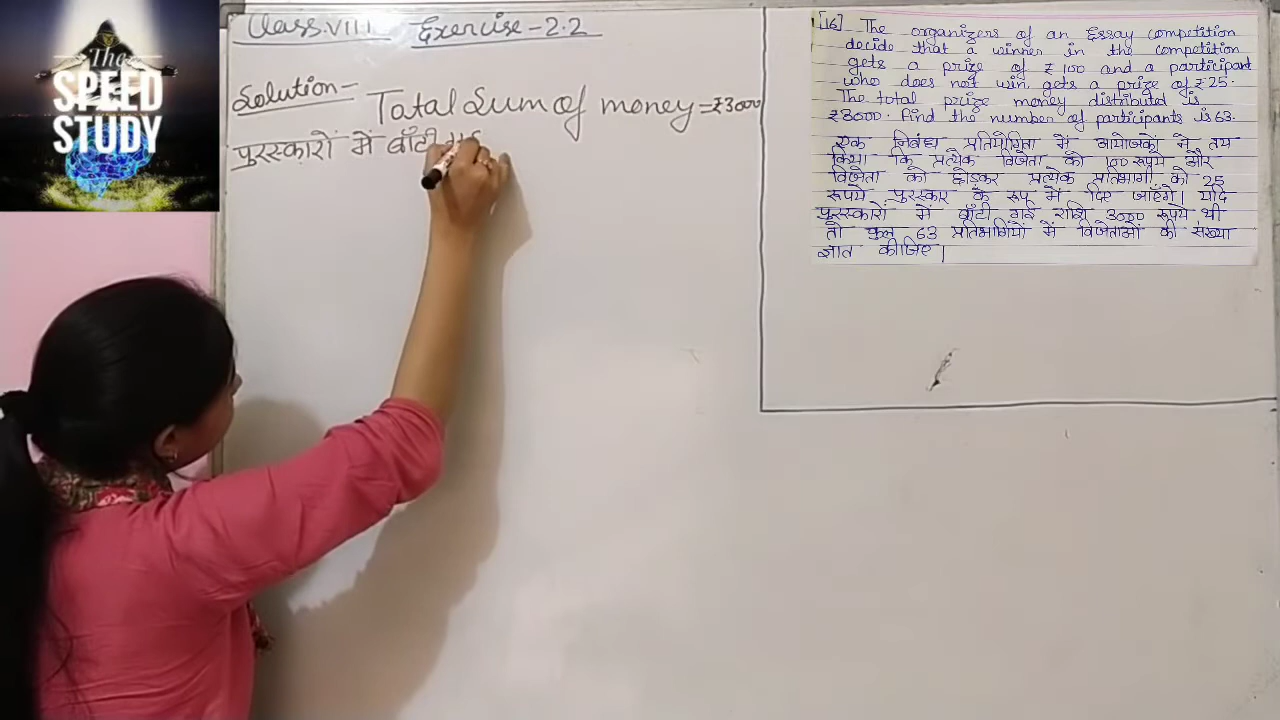 The
SPEED
STUDY
Class.VIII Exercise-2.2
Solution- Total Sum of money=₹3000
पुरस्कारों में बाँटी गई
[16] The organizers of an essay competition
decide that a winner in the competition
gets a prize of ₹100 and a participant
who does not win gets a prize of ₹25
The total prize money distributed is
₹3000. find the number of participants is 63.
एक निबंध प्रतियोगिता में आयोजकों ने तय
किया कि प्रत्येक विजेता को 100 रूपये और
विजेता को छोड़कर प्रत्येक प्रतिभागी को 25
रूपये पुरस्कार के रूप में दिए जाएँगे। यदि
पुरस्कारों में बाँटी गई राशि 3000 रूपये थी
तो कुल 63 प्रतिभागियों में विजेताओं की संख्या
ज्ञात कीजिए।